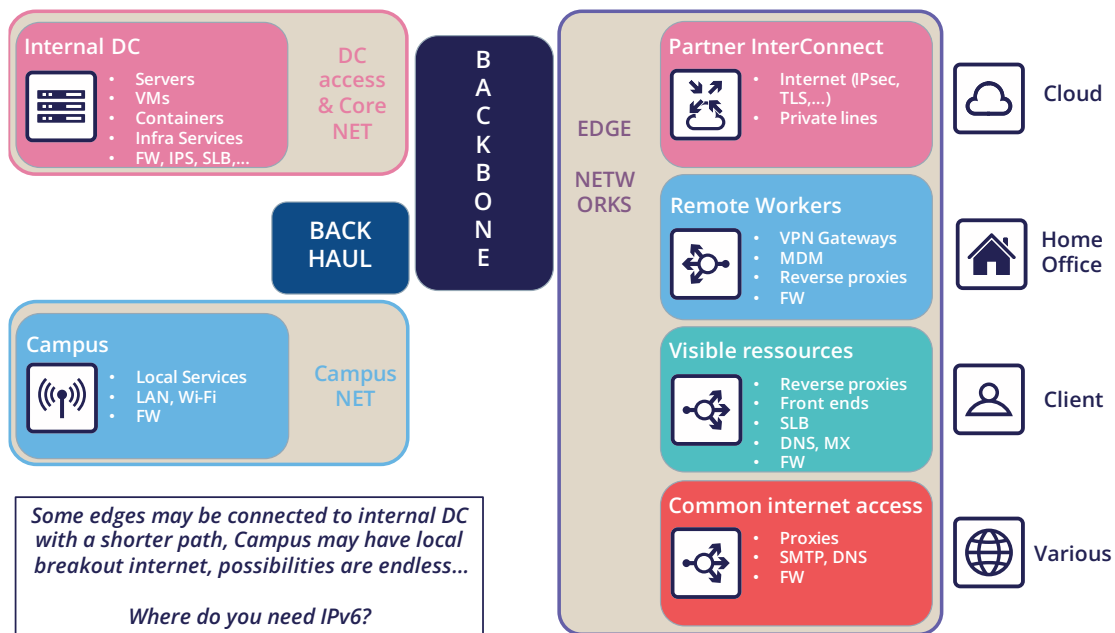 Internal DC
• Servers
• VMs
• Containers
• Infra Services
• FW, IPS, SLB,...
DC
access
& Core
NET
B
A
C
K
B
O
N
E
BACK
HAUL
Campus
• Local Services
• LAN, Wi-Fi
• FW
Campus
NET
EDGE
NETW
ORKS
Partner InterConnect
• Internet (IPsec,
TLS,...)
• Private lines
Cloud
Remote Workers
• VPN Gateways
• MDM
• Reverse proxies
• FW
Home
Office
Visible ressources
• Reverse proxies
• Front ends
• SLB
• DNS, MX
• FW
Client
Common internet access
• Proxies
• SMTP, DNS
• FW
Various
Some edges may be connected to internal DC
with a shorter path, Campus may have local
breakout internet, possibilities are endless...
Where do you need IPv6?